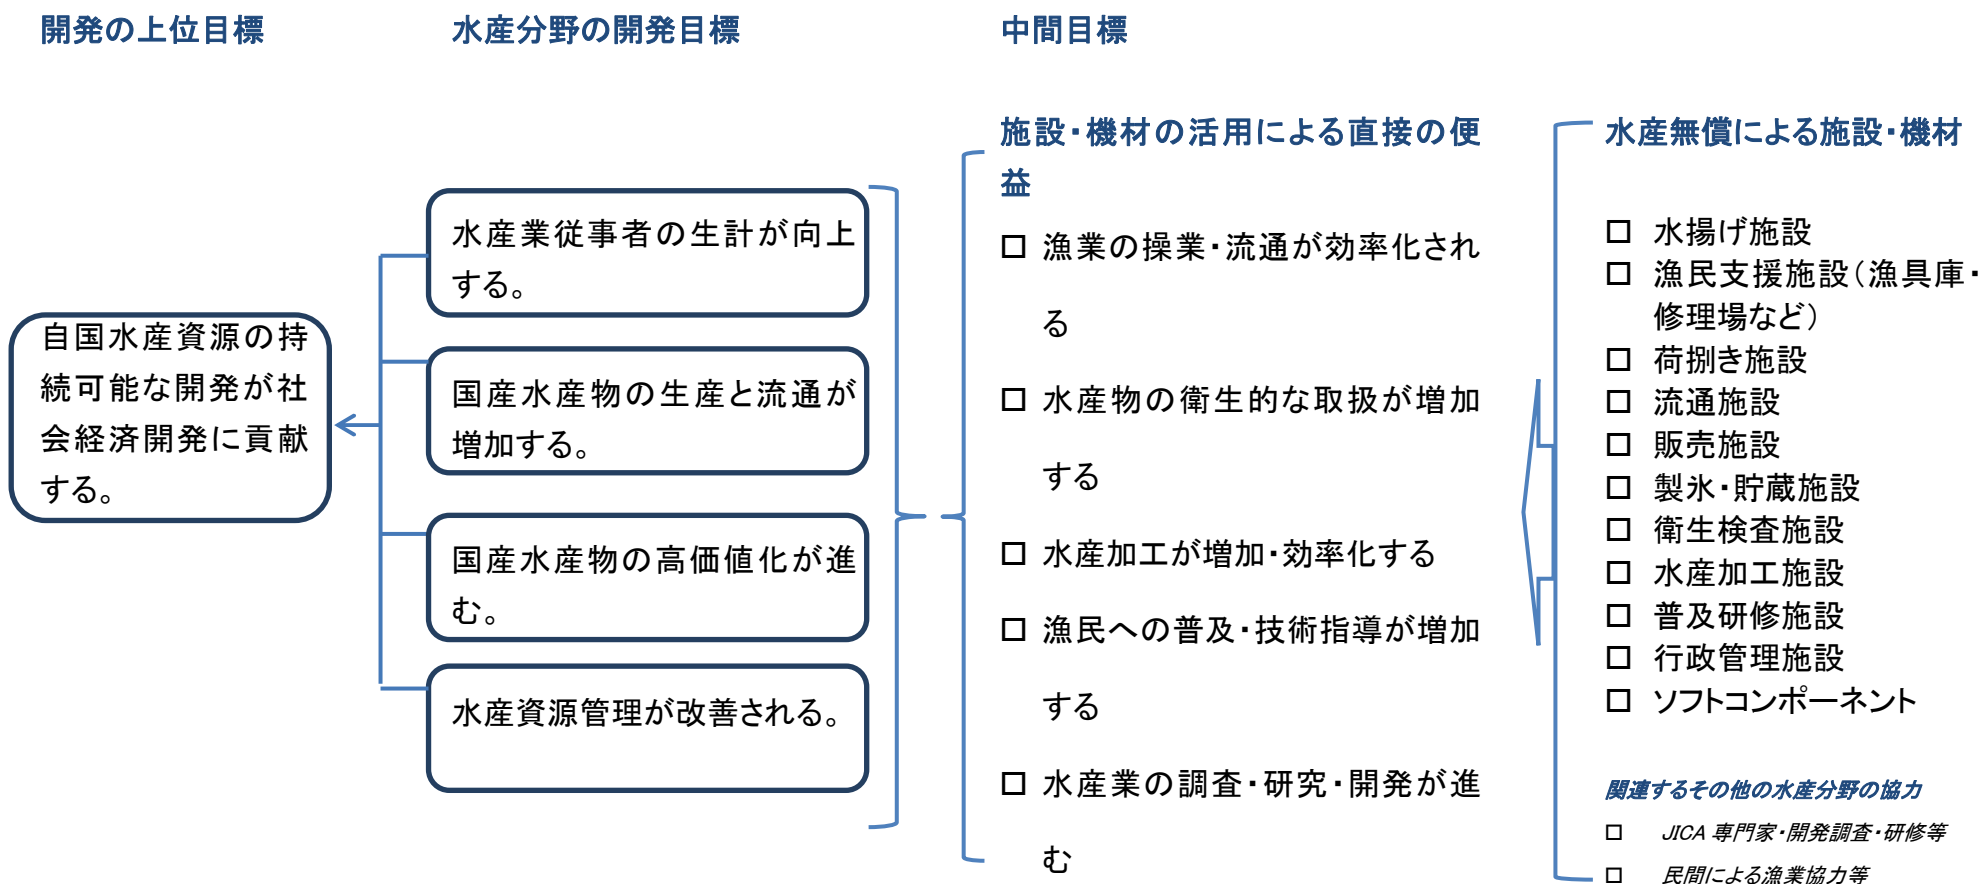 開発の上位目標
水産分野の開発目標
中間目標
自国水産資源の持
続可能な開発が社
会経済開発に貢献
する。
水産業従事者の生計が向上
する。
国産水産物の生産と流通が
増加する。
国産水産物の高価値化が進
む。
水産資源管理が改善される。
施設・機材の活用による直接の便
益
□ 漁業の操業・流通が効率化され
る
□ 水産物の衛生的な取扱が増加
する
□ 水産加工が増加・効率化する
□ 漁民への普及・技術指導が増加
する
□ 水産業の調査・研究・開発が進
む
水産無償による施設・機材
□ 水揚げ施設
□ 漁民支援施設（漁具庫・
修理場など）
□ 荷捌き施設
□ 流通施設
□ 販売施設
□ 製氷・貯蔵施設
□ 衛生検査施設
□ 水産加工施設
□ 普及研修施設
□ 行政管理施設
□ ソフトコンポーネント
関連するその他の水産分野の協力
□ JICA 専門家・開発調査・研修等
□ 民間による漁業協力等